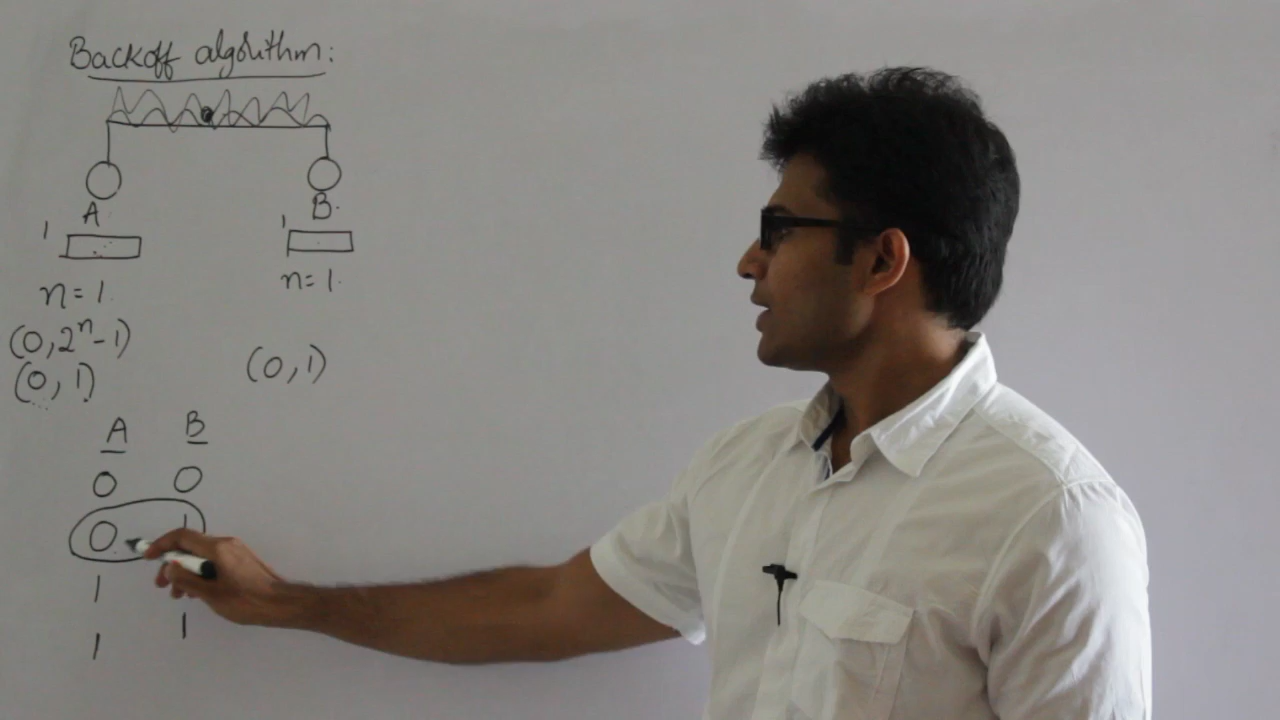 Backoff algorithm:
A. B.
1 1
n=1. n=1.
(0, 2ⁿ-1)
(0, 1) (0, 1)
A B
0 0
0 1
1
1 1